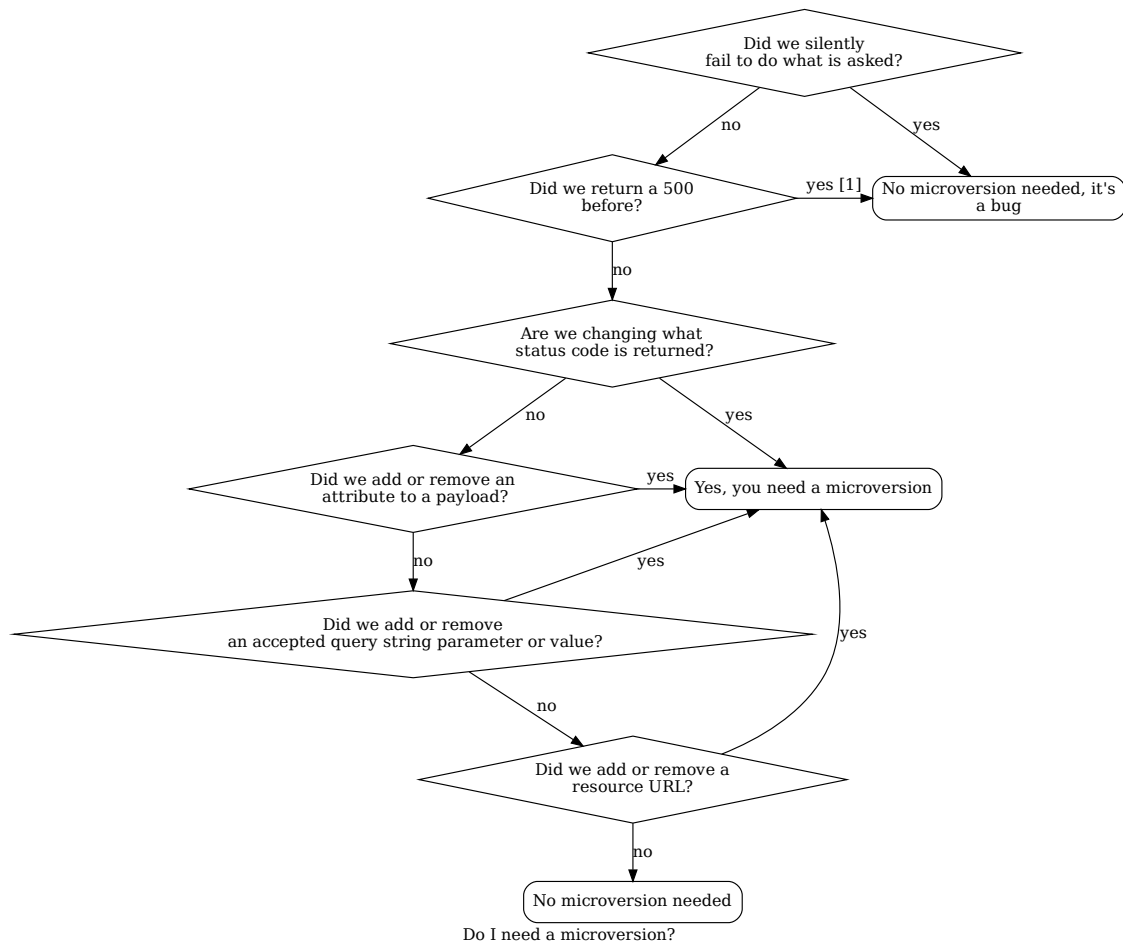 Did we silently
fail to do what is asked?
no
yes
Did we return a 500
before?
yes [1]
No microversion needed, it's
a bug
no
Are we changing what
status code is returned?
no
yes
Did we add or remove an
attribute to a payload?
yes
Yes, you need a microversion
no
yes
Did we add or remove
an accepted query string parameter or value?
yes
no
Did we add or remove a
resource URL?
no
No microversion needed
Do I need a microversion?